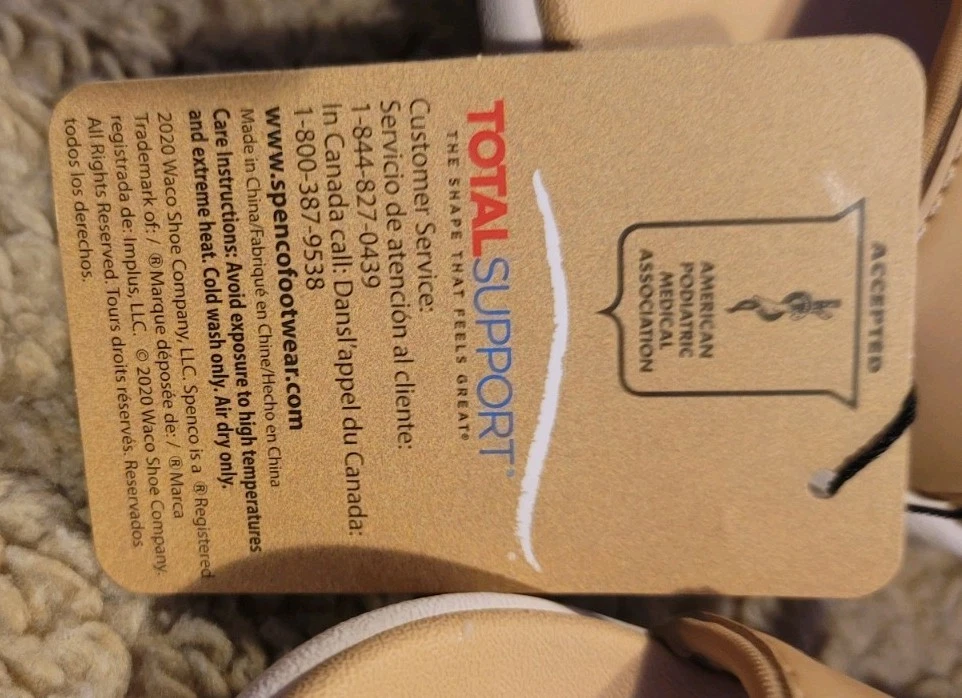 ACCEPTED
AMERICAN
PODIATRIC
MEDICAL
ASSOCIATION
TOTALSUPPORT®
THE SHAPE THAT FEELS GREAT®
Customer Service:
Servicio de atención al cliente:
1-844-827-0439
In Canada call: Dansl'appel du Canada:
1-800-387-9538
www.spencofootwear.com
Made in China/Fabriqué en Chine/Hecho en China
Care Instructions: Avoid exposure to high temperatures
and extreme heat. Cold wash only. Air dry only.
2020 Waco Shoe Company, LLC. Spenco is a ® Registered
Trademark of: / ® Marque déposée de: / ® Marca
registrada de: Implus, LLC. © 2020 Waco Shoe Company.
All Rights Reserved. Tours droits réservés. Reservados
todos los derechos.